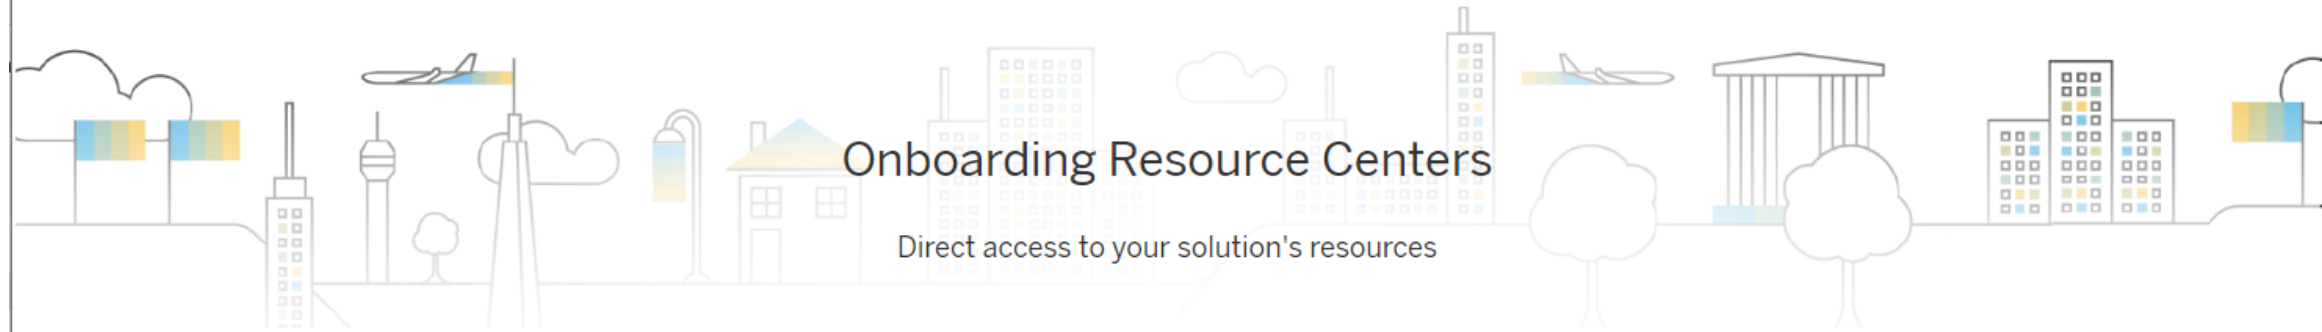 Onboarding Resource Centers
Direct access to your solution's resources